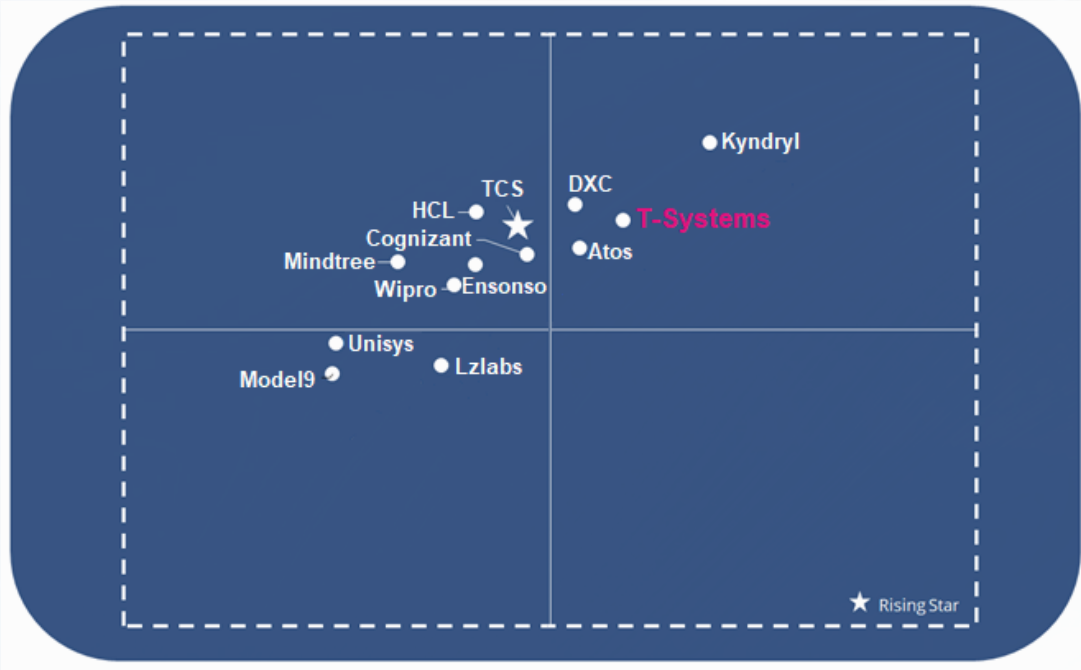 Kyndryl
TCS
DXC
HCL
T-Systems
Cognizant
Atos
Mindtree
Wipro
Ensonso
Unisys
Lzlabs
Model9
Rising Star